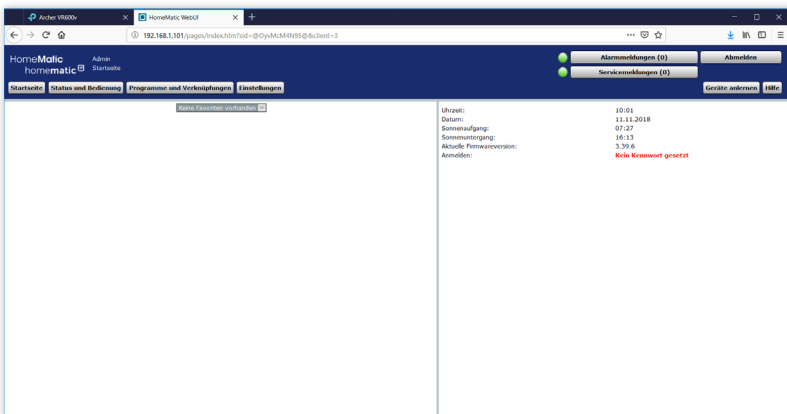 Archer VR600v
HomeMatic WebUI
192.168.1.101/pages/index.htm?sid=@OyvMcM4N9S@&client=3
HomeMatic
homematic IP
Admin
Startseite
Alarmmeldungen (0)
Abmelden
Servicemeldungen (0)
Startseite
Status und Bedienung
Programme und Verknüpfungen
Einstellungen
Geräte anlernen
Hilfe
Keine Favoriten vorhanden
Uhrzeit: 10:01
Datum: 11.11.2018
Sonnenaufgang: 07:27
Sonnenuntergang: 16:13
Aktuelle Firmwareversion: 3.39.6
Anmelden: Kein Kennwort gesetzt